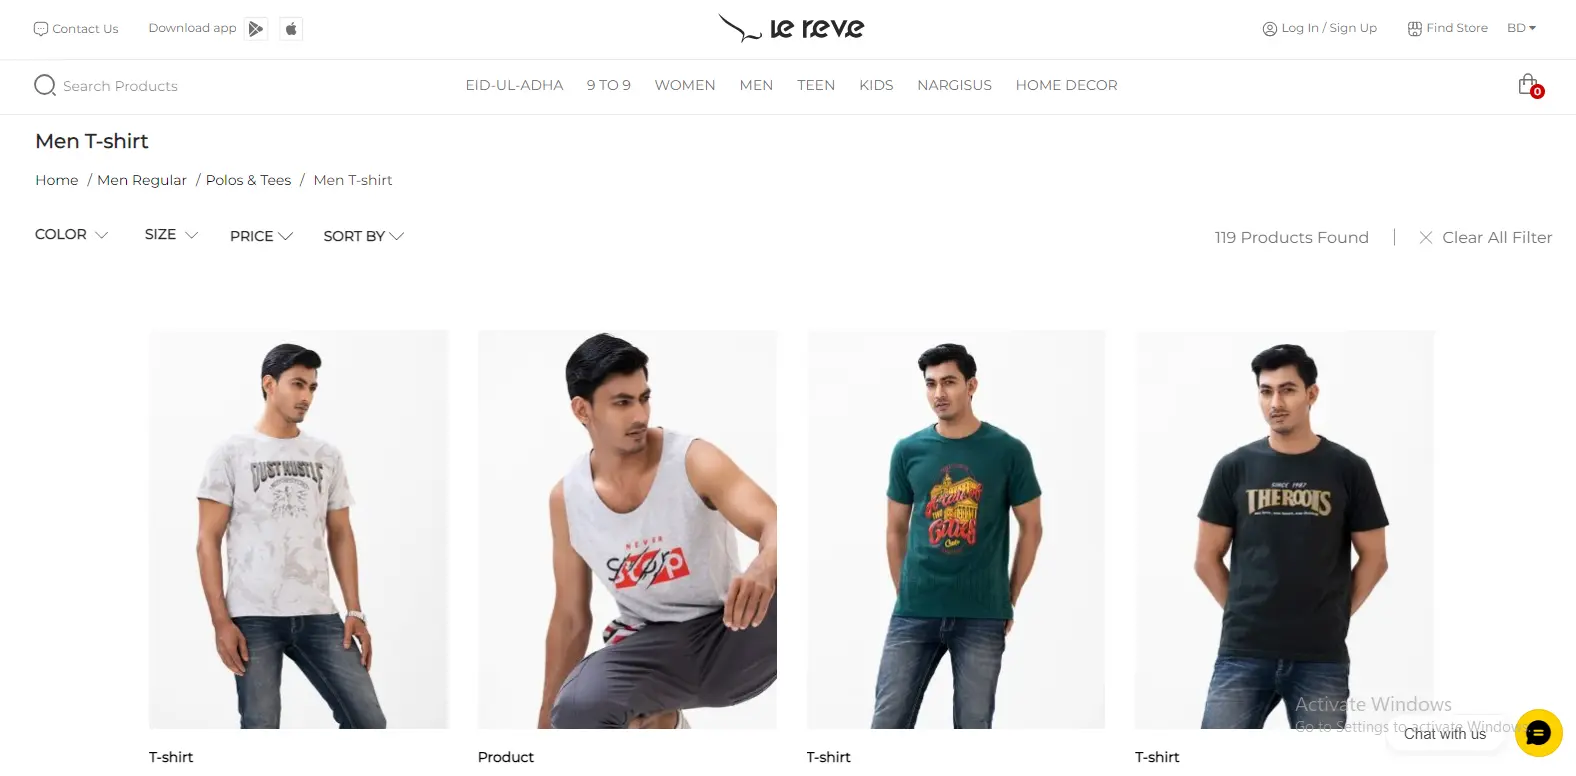 Contact Us
Download app
le reve
Log In / Sign Up
Find Store
BD
Search Products
EID-UL-ADHA
9 TO 9
WOMEN
MEN
TEEN
KIDS
NARGISUS
HOME DECOR
0
Men T-shirt
Home / Men Regular / Polos & Tees / Men T-shirt
COLOR
SIZE
PRICE
SORT BY
119 Products Found
Clear All Filter
DUST HUSTLE
NEVER
Stop
SINCE 1987
THEROOTS
Activate Windows
Go to Settings to activate Windows
Chat with us
T-shirt
Product
T-shirt
T-shirt